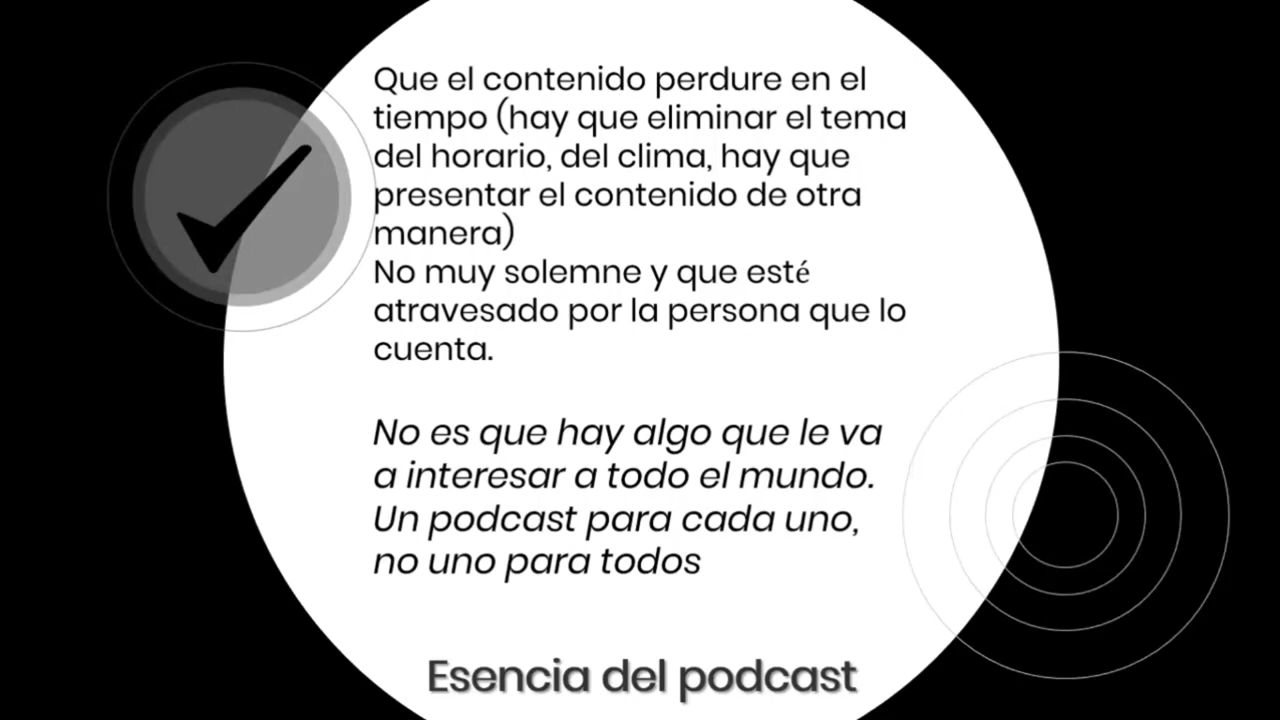 Que el contenido perdure en el
tiempo (hay que eliminar el tema
del horario, del clima, hay que
presentar el contenido de otra
manera)
No muy solemne y que esté
atravesado por la persona que lo
cuenta.
No es que hay algo que le va
a interesar a todo el mundo.
Un podcast para cada uno,
no uno para todos
Esencia del podcast